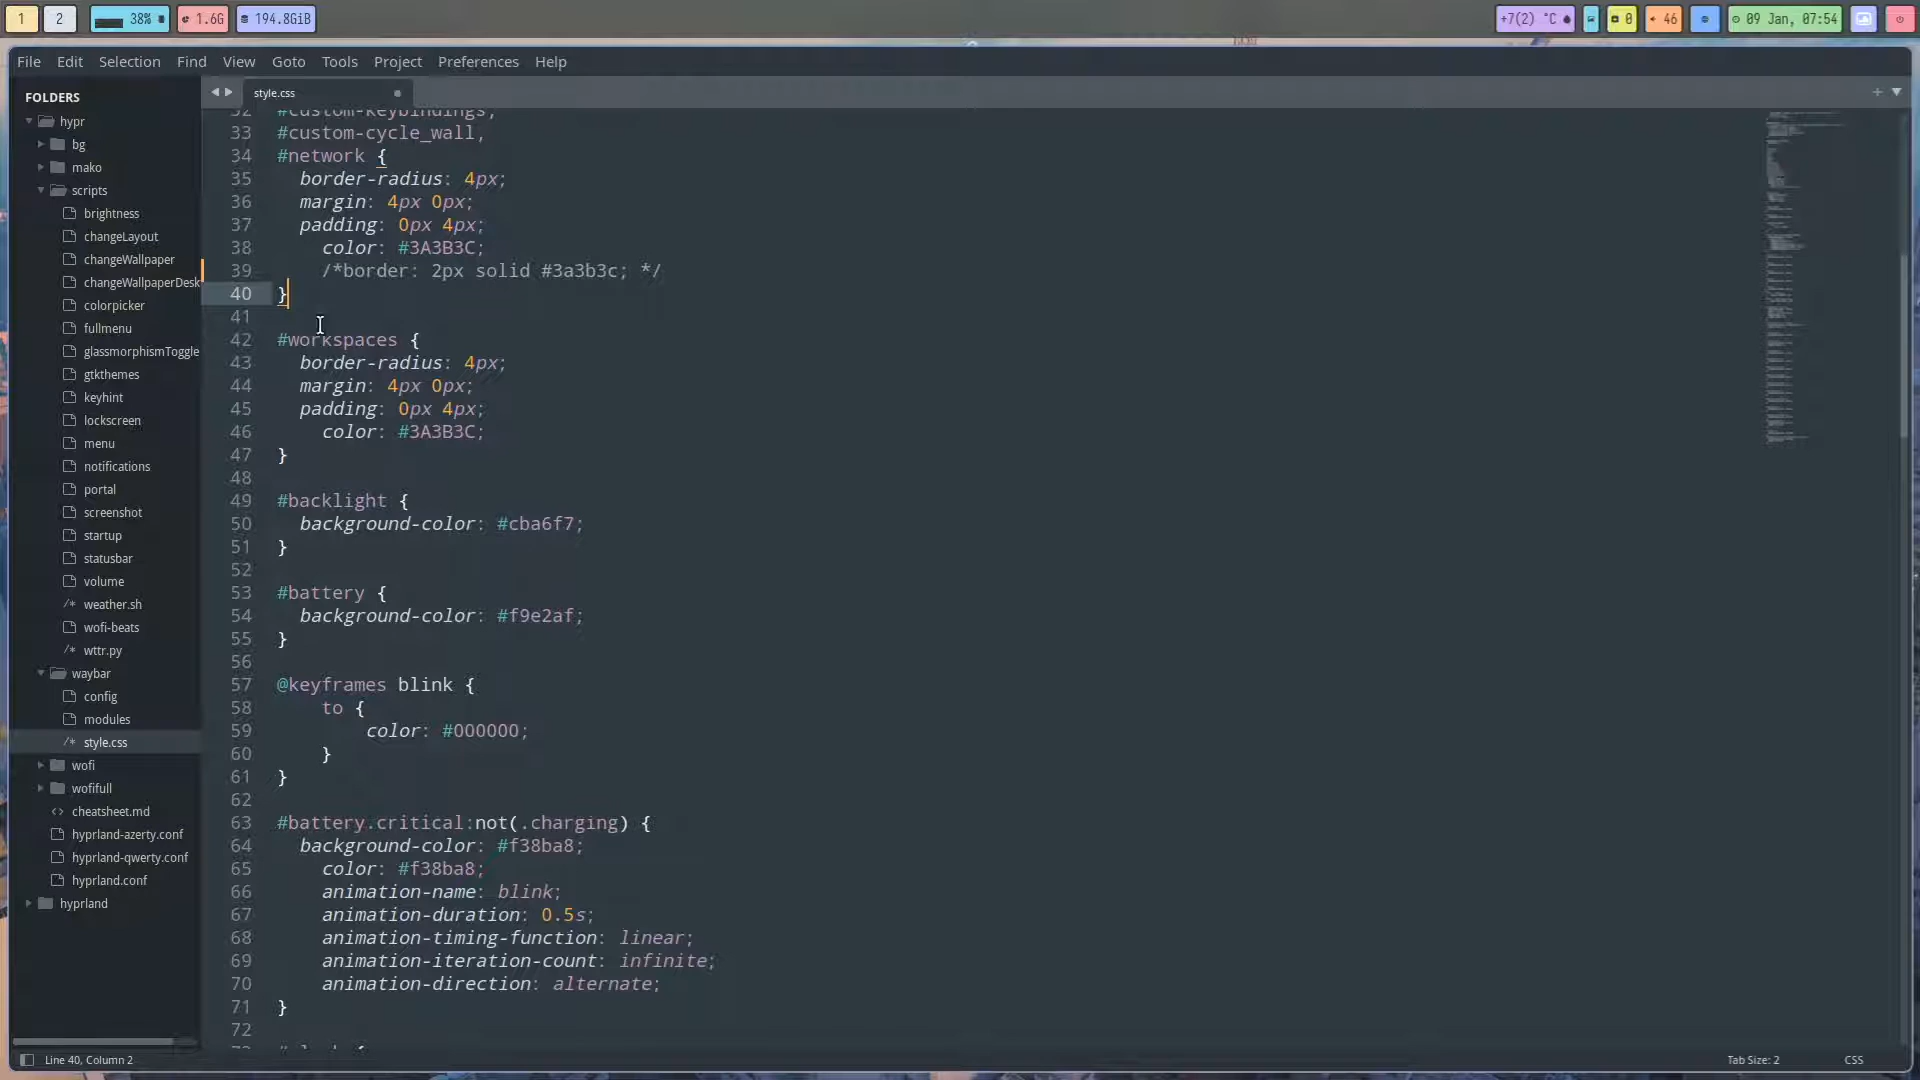 1 2 38% 1.6G 194.8GiB +7(2) °C 0 46 09 Jan, 07:54
File Edit Selection Find View Goto Tools Project Preferences Help
FOLDERS
hypr
bg
mako
scripts
brightness
changeLayout
changeWallpaper
changeWallpaperDesk
colorpicker
fullmenu
glassmorphismToggle
gtkthemes
keyhint
lockscreen
menu
notifications
portal
screenshot
startup
statusbar
volume
/* weather.sh
wofi-beats
/* wttr.py
waybar
config
modules
/* style.css
wofi
wofifull
<> cheatsheet.md
hyprland-azerty.conf
hyprland-qwerty.conf
hyprland.conf
hyprland
style.css
32 #custom-keybindings,
33 #custom-cycle_wall,
34 #network {
35 border-radius: 4px;
36 margin: 4px 0px;
37 padding: 0px 4px;
38 color: #3A3B3C;
39 /*border: 2px solid #3a3b3c; */
40 }
41
42 #workspaces {
43 border-radius: 4px;
44 margin: 4px 0px;
45 padding: 0px 4px;
46 color: #3A3B3C;
47 }
48
49 #backlight {
50 background-color: #cba6f7;
51 }
52
53 #battery {
54 background-color: #f9e2af;
55 }
56
57 @keyframes blink {
58 to {
59 color: #000000;
60 }
61 }
62
63 #battery.critical:not(.charging) {
64 background-color: #f38ba8;
65 color: #f38ba8;
66 animation-name: blink;
67 animation-duration: 0.5s;
68 animation-timing-function: linear;
69 animation-iteration-count: infinite;
70 animation-direction: alternate;
71 }
72
Line 40, Column 2 Tab Size: 2 CSS